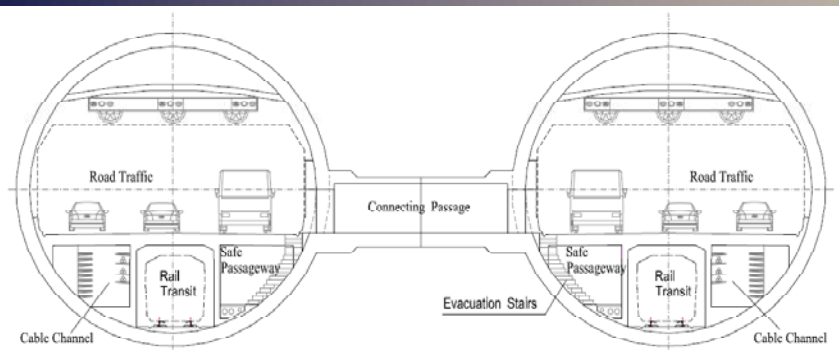 Road Traffic
Road Traffic
Connecting Passage
Safe
Passageway
Safe
Passageway
Rail
Transit
Rail
Transit
Evacuation Stairs
Cable Channel
Cable Channel